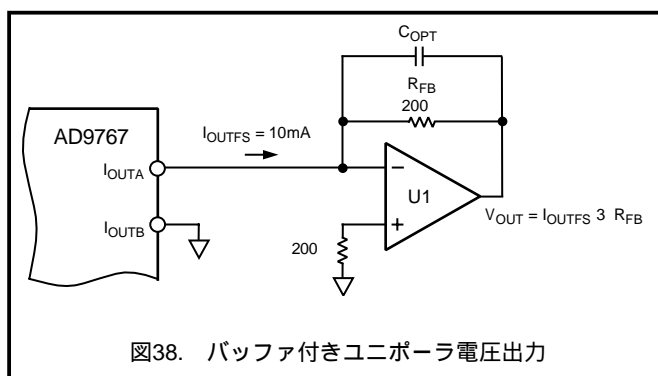 COPT
RFB
200
AD9767
IOUTFS = 10mA
IOUTA
−
U1
IOUTB
+
200
VOUT = IOUTFS 3 RFB
図38. バッファ付きユニポーラ電圧出力